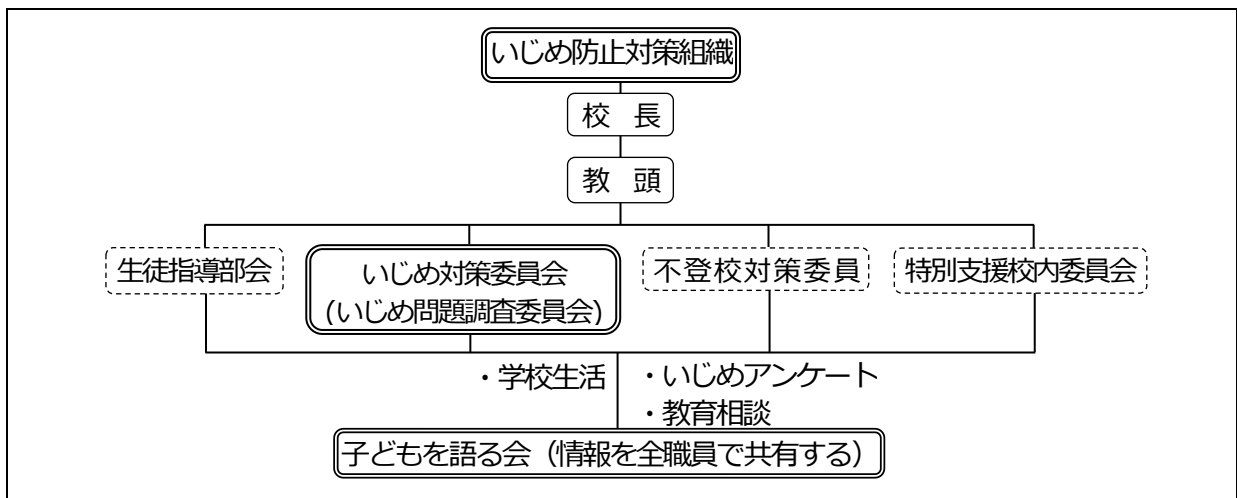 いじめ防止対策組織
校　長
教　頭
生徒指導部会
いじめ対策委員会
(いじめ問題調査委員会)
不登校対策委員
特別支援校内委員会
・学校生活
・いじめアンケート
・教育相談
子どもを語る会（情報を全職員で共有する）